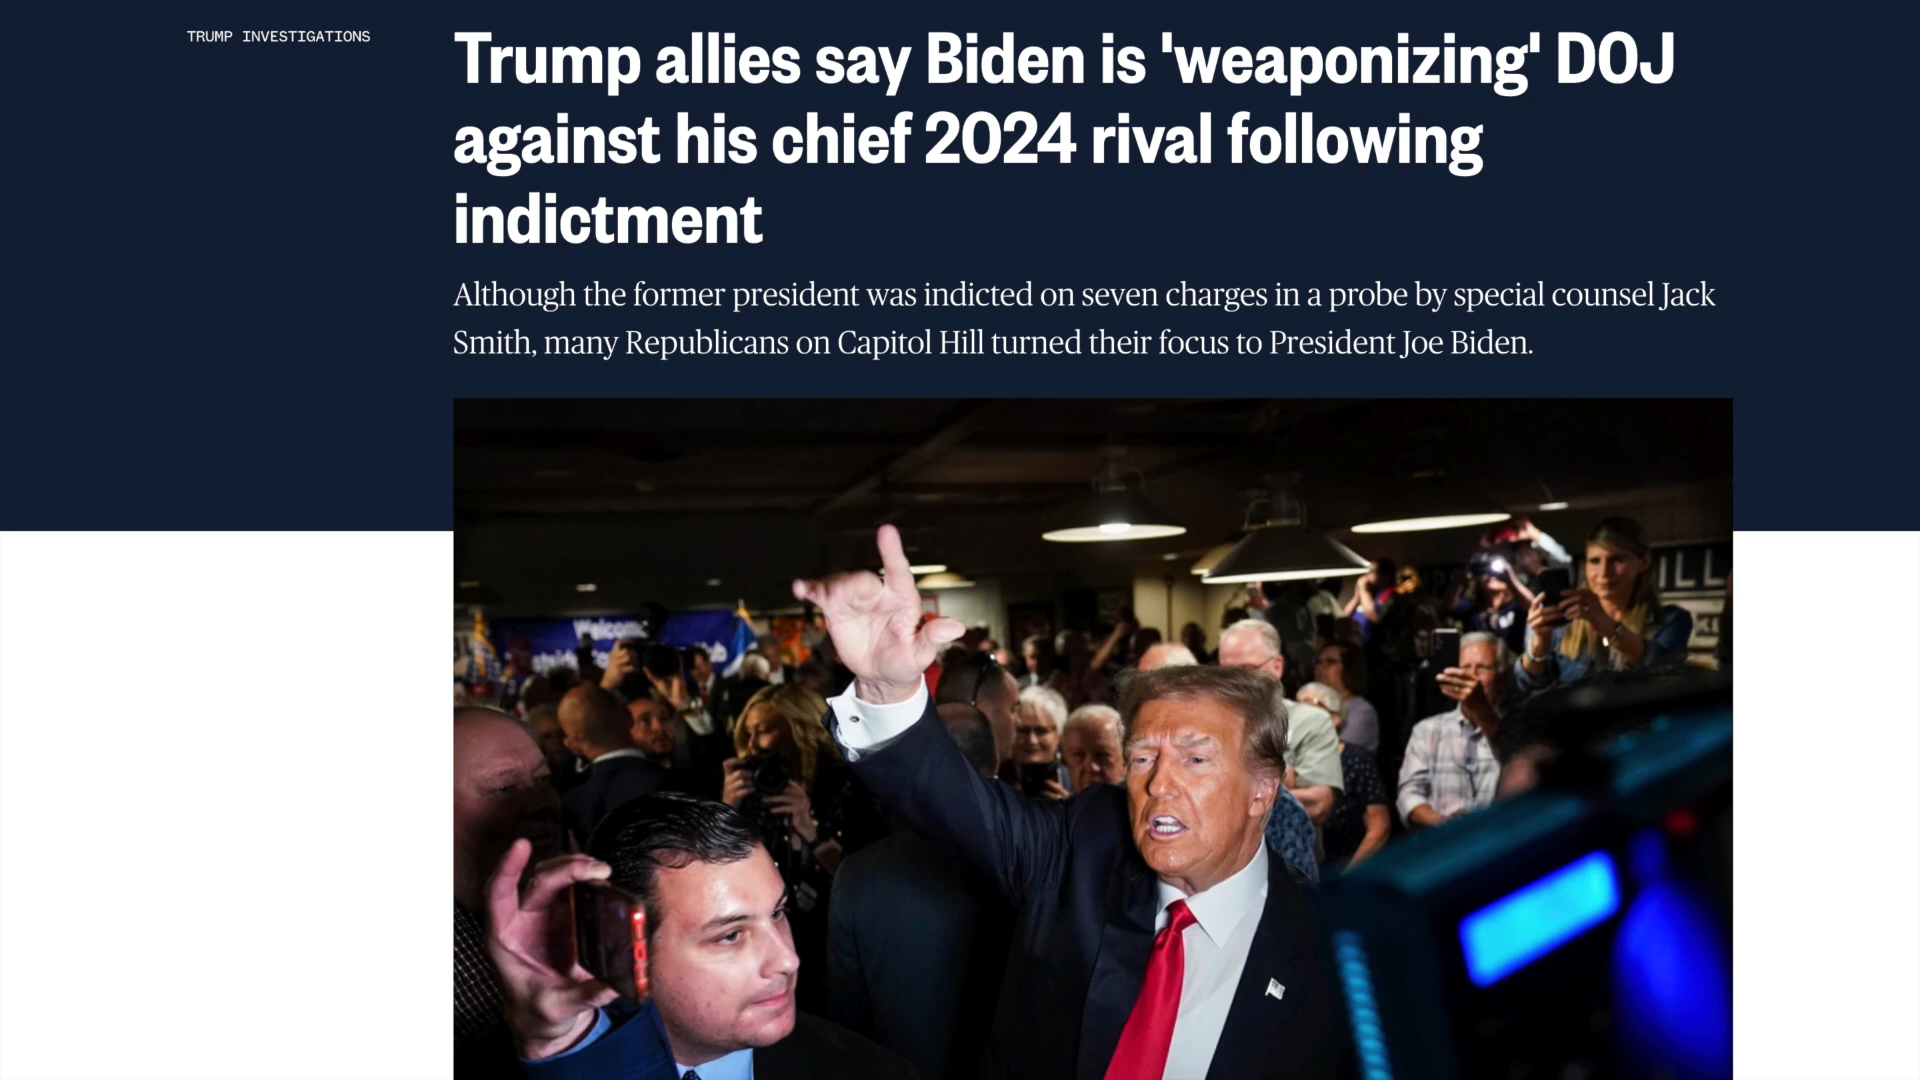 TRUMP INVESTIGATIONS
Trump allies say Biden is 'weaponizing' DOJ
against his chief 2024 rival following
indictment
Although the former president was indicted on seven charges in a probe by special counsel Jack
Smith, many Republicans on Capitol Hill turned their focus to President Joe Biden.
Welcome